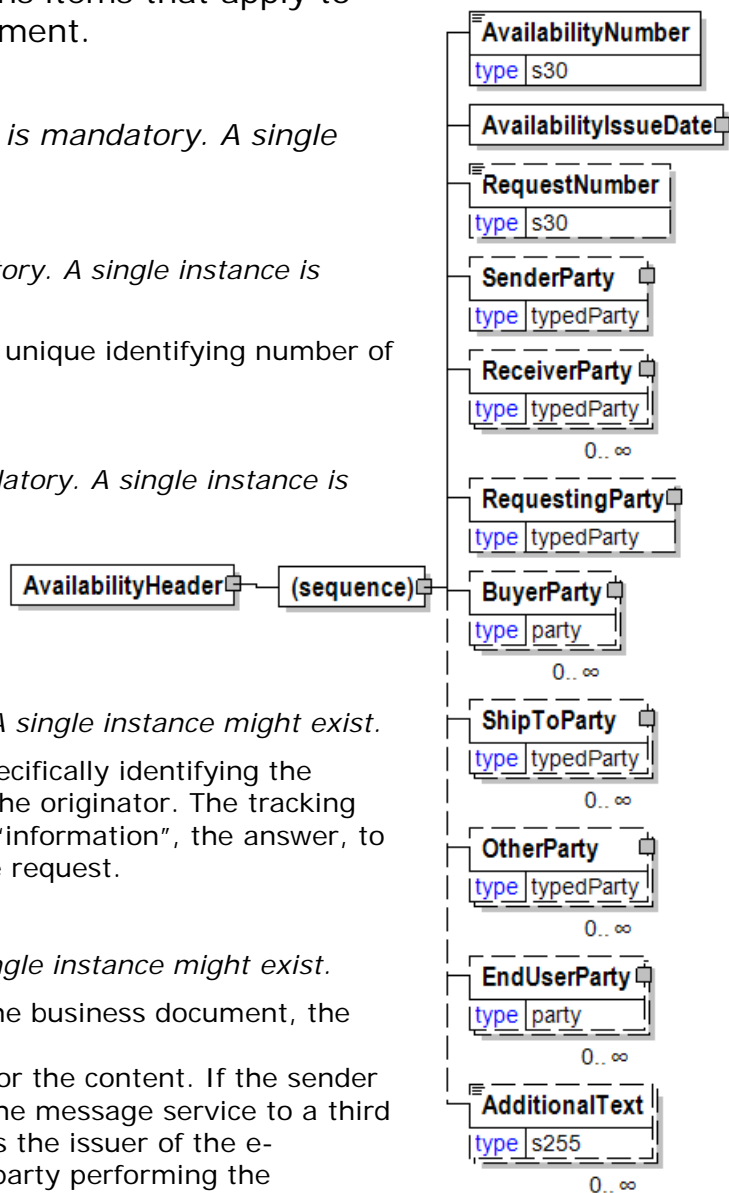 ns items that apply to
ment.
is mandatory. A single
ory. A single instance is
unique identifying number of
datory. A single instance is
A single instance might exist.
ecifically identifying the
he originator. The tracking
"information", the answer, to
e request.
ngle instance might exist.
he business document, the
or the content. If the sender
he message service to a third
s the issuer of the e-
party performing the
AvailabilityHeader
(sequence)
AvailabilityNumber
type s30
AvailabilityIssueDate
RequestNumber
type s30
SenderParty
type typedParty
ReceiverParty
type typedParty
0.. ∞
RequestingParty
type typedParty
BuyerParty
type party
0.. ∞
ShipToParty
type typedParty
0.. ∞
OtherParty
type typedParty
0.. ∞
EndUserParty
type party
0.. ∞
AdditionalText
type s255
0.. ∞